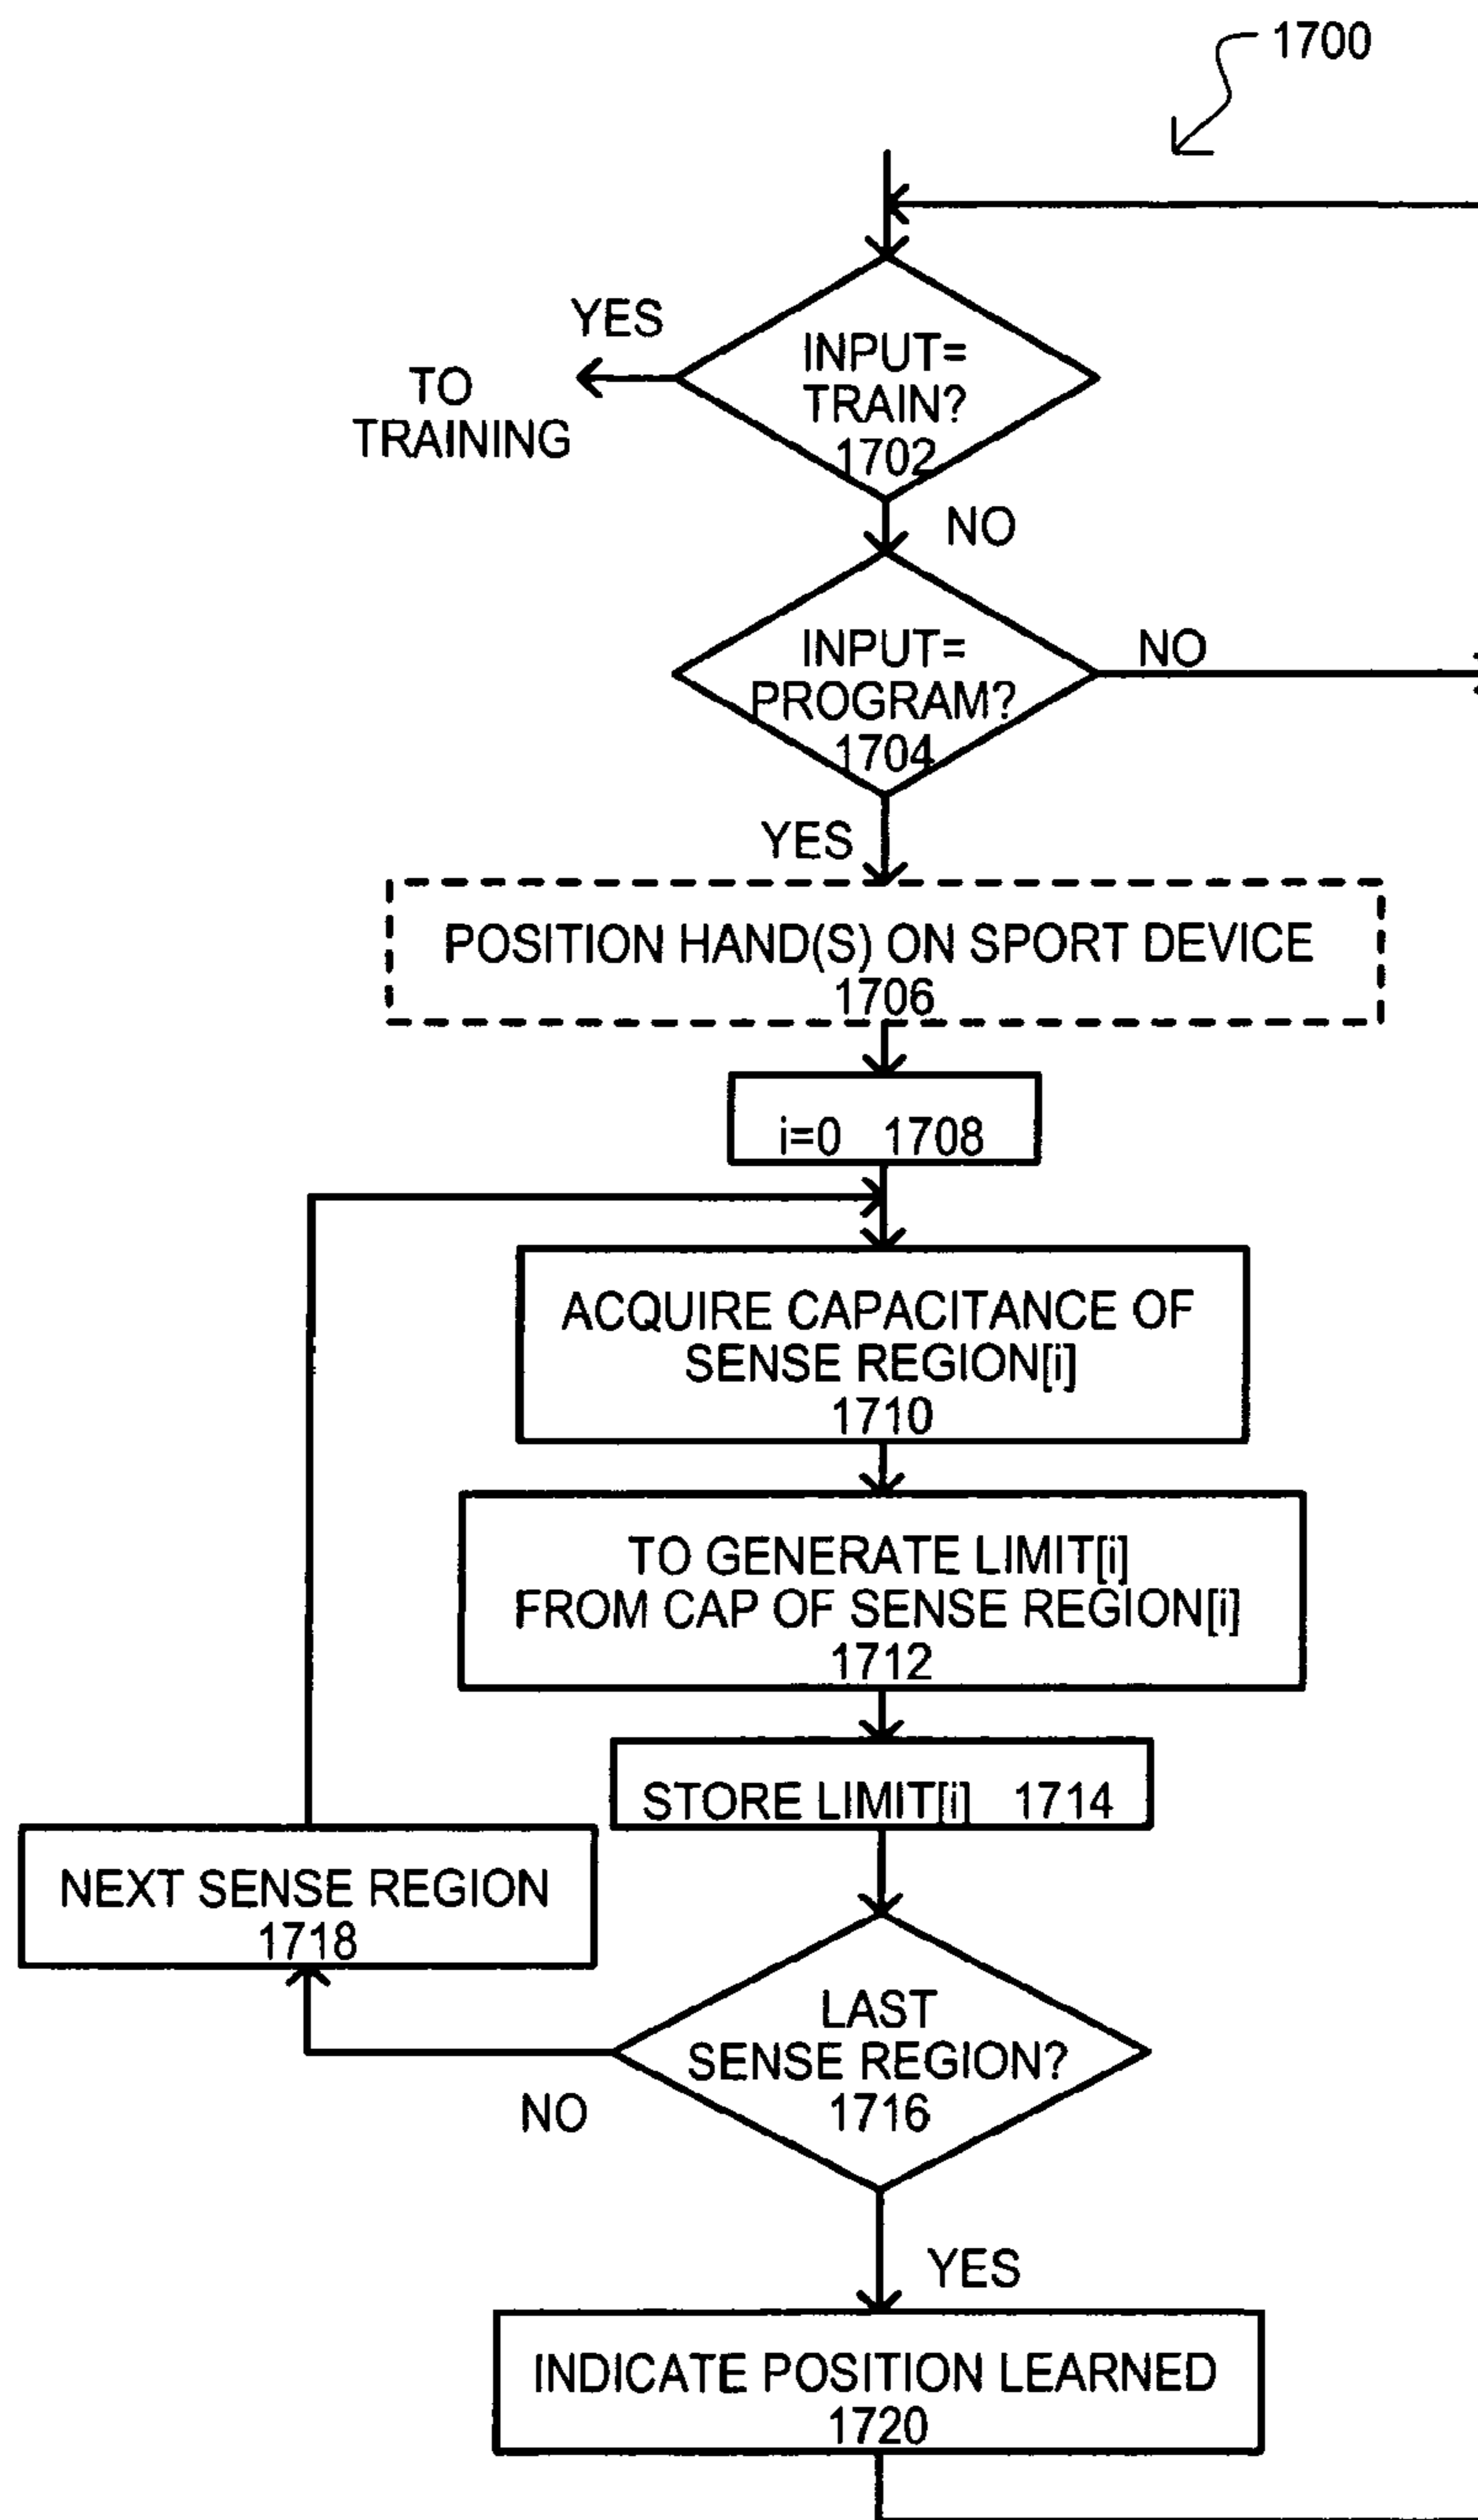 1700
YES
TO
TRAINING
INPUT=
TRAIN?
1702
NO
INPUT=
PROGRAM?
1704
NO
YES
POSITION HAND(S) ON SPORT DEVICE
1706
i=0 1708
ACQUIRE CAPACITANCE OF
SENSE REGION[i]
1710
TO GENERATE LIMIT[i]
FROM CAP OF SENSE REGION[i]
1712
STORE LIMIT[i] 1714
NEXT SENSE REGION
1718
LAST
SENSE REGION?
1716
NO
YES
INDICATE POSITION LEARNED
1720